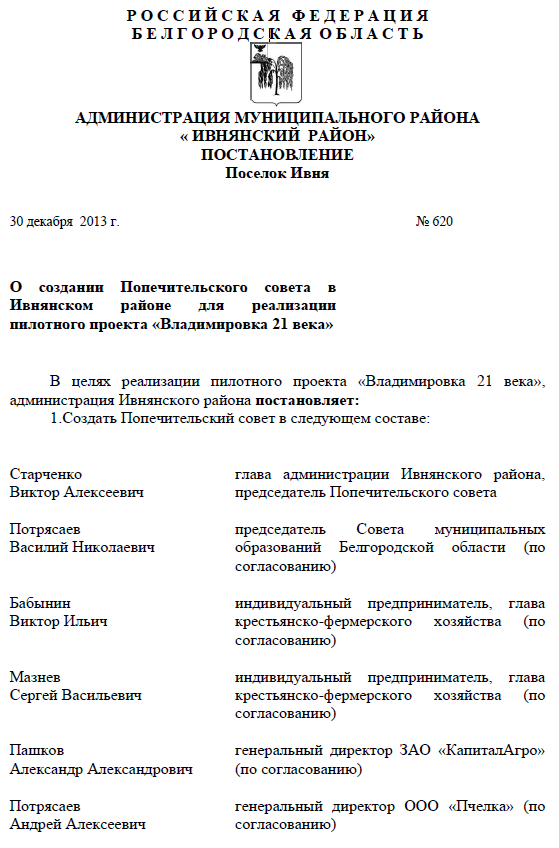 РОССИЙСКАЯ ФЕДЕРАЦИЯ
БЕЛГОРОДСКАЯ ОБЛАСТЬ
АДМИНИСТРАЦИЯ МУНИЦИПАЛЬНОГО РАЙОНА
« ИВНЯНСКИЙ РАЙОН»
ПОСТАНОВЛЕНИЕ
Поселок Ивня
30 декабря 2013 г. № 620
О создании Попечительского совета в
Ивнянском районе для реализации
пилотного проекта «Владимировка 21 века»
В целях реализации пилотного проекта «Владимировка 21 века»,
администрация Ивнянского района постановляет:
1.Создать Попечительский совет в следующем составе:
Старченко глава администрации Ивнянского района,
Виктор Алексеевич председатель Попечительского совета
Потрясаев председатель Совета муниципальных
Василий Николаевич образований Белгородской области (по
согласованию)
Бабынин индивидуальный предприниматель, глава
Виктор Ильич крестьянско-фермерского хозяйства (по
согласованию)
Мазнев индивидуальный предприниматель, глава
Сергей Васильевич крестьянско-фермерского хозяйства (по
согласованию)
Пашков генеральный директор ЗАО «КапиталАгро»
Александр Александрович (по согласованию)
Потрясаев генеральный директор ООО «Пчелка» (по
Андрей Алексеевич согласованию)